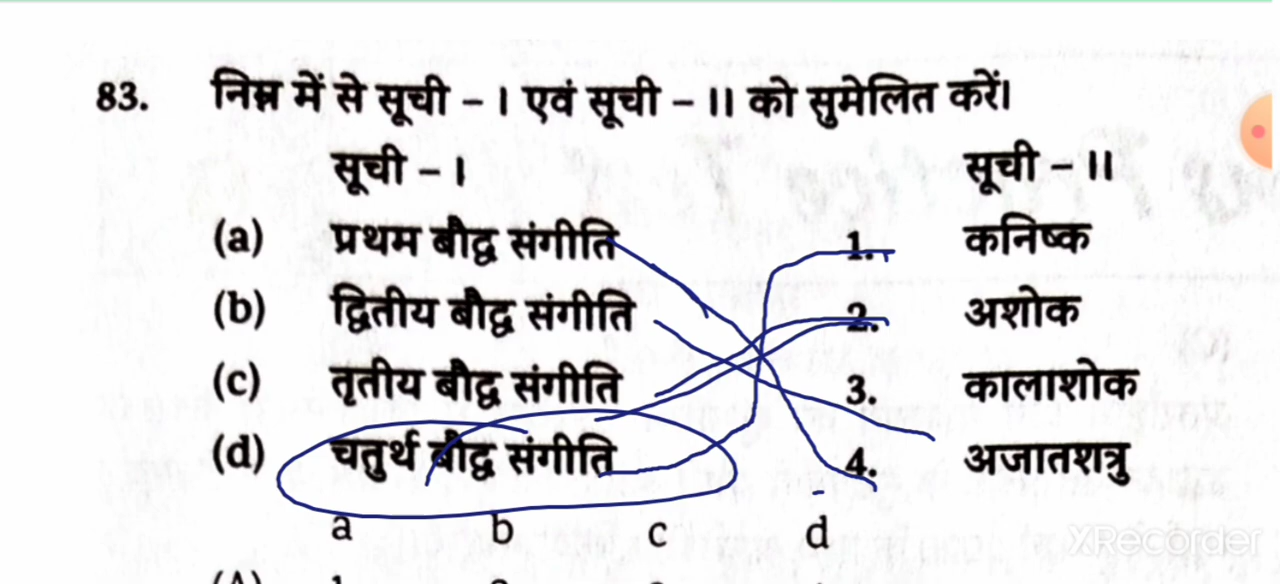 83. निम्न में से सूची – I एवं सूची – II को सुमेलित करें।
सूची – I सूची – II
(a) प्रथम बौद्ध संगीति 1. कनिष्क
(b) द्वितीय बौद्ध संगीति 2. अशोक
(c) तृतीय बौद्ध संगीति 3. कालाशोक
(d) चतुर्थ बौद्ध संगीति 4. अजातशत्रु
a b c d
XRecorder